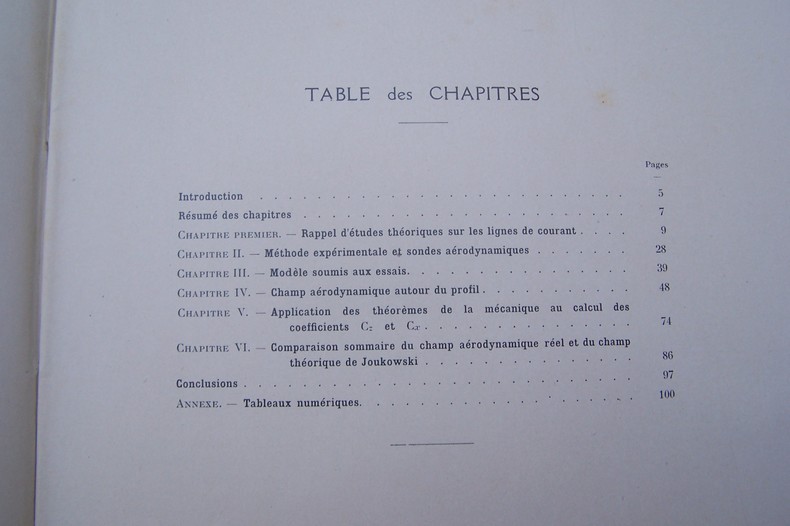 TABLE des CHAPITRES
Pages
Introduction . . . . . . . . . . . . . . . . . . . . . . . . . 5
Résumé des chapitres . . . . . . . . . . . . . . . . . . . . . . 7
CHAPITRE PREMIER. — Rappel d'études théoriques sur les lignes de courant . . . . 9
CHAPITRE II. — Méthode expérimentale et sondes aérodynamiques . . . . . . . 28
CHAPITRE III. — Modèle soumis aux essais. . . . . . . . . . . . . . . . 39
CHAPITRE IV. — Champ aérodynamique autour du profil . . . . . . . . . . . 48
CHAPITRE V. — Application des théorèmes de la mécanique au calcul des
coefficients Cz et Cx . . . . . . . . . . . . . . . 74
CHAPITRE VI. — Comparaison sommaire du champ aérodynamique réel et du champ
théorique de Joukowski . . . . . . . . . . . . . . . 86
Conclusions . . . . . . . . . . . . . . . . . . . . . . . . . . . 97
ANNEXE. — Tableaux numériques. . . . . . . . . . . . . . . . . . . 100